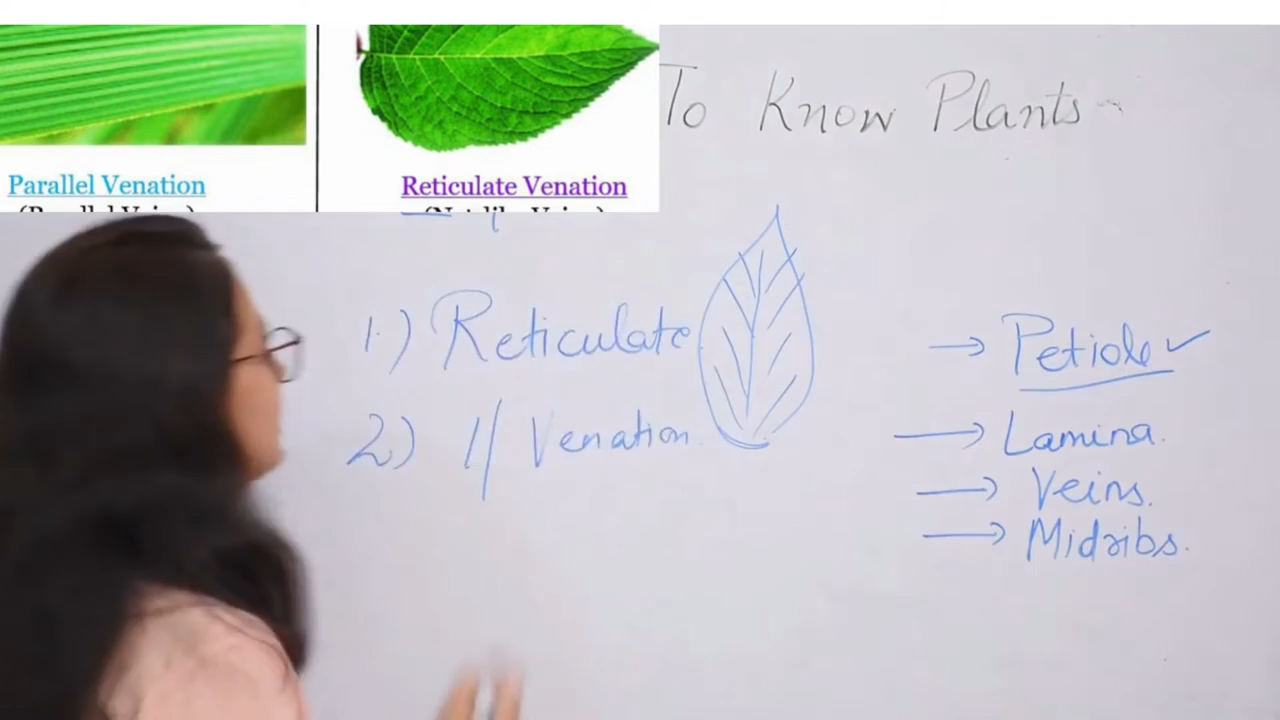 To Know Plants
Parallel Venation
Reticulate Venation
1.) Reticulate
2.) // Venation
→ Petiole ✓
→ Lamina.
→ Veins.
→ Midribs.